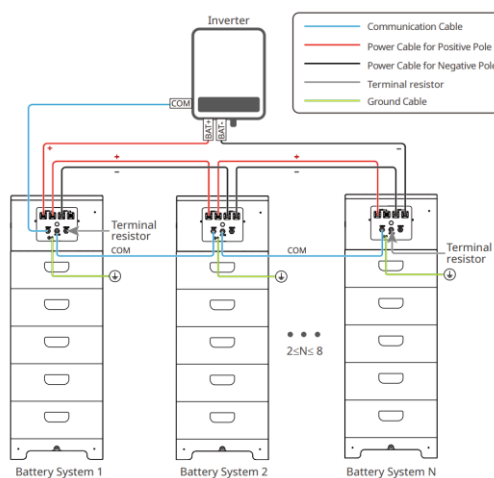 Inverter
Communication Cable
Power Cable for Positive Pole
Power Cable for Negative Pole
Terminal resistor
Ground Cable
COM
BAT+
BAT-
+
-
+
-
+
-
Terminal
resistor
COM
COM
Terminal
resistor
2≤N≤ 8
Battery System 1
Battery System 2
Battery System N